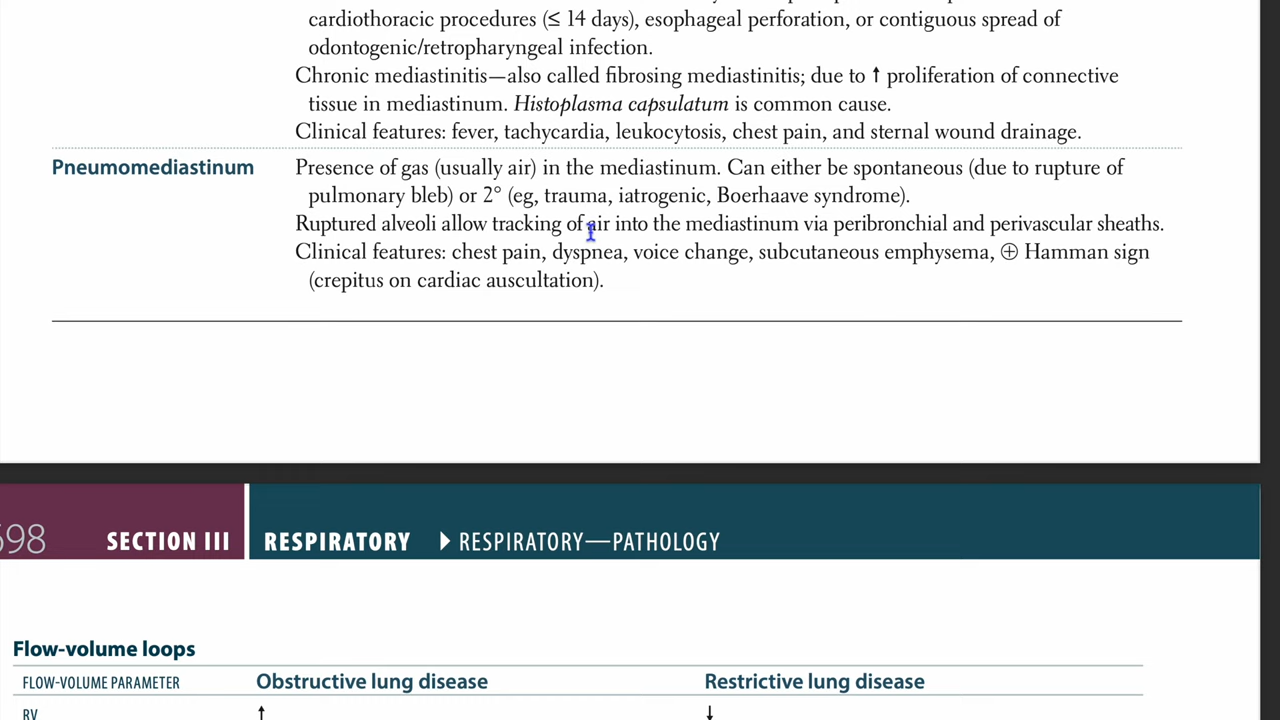 cardiothoracic procedures (≤ 14 days), esophageal perforation, or contiguous spread of
odontogenic/retropharyngeal infection.
Chronic mediastinitis—also called fibrosing mediastinitis; due to ↑ proliferation of connective
tissue in mediastinum. Histoplasma capsulatum is common cause.
Clinical features: fever, tachycardia, leukocytosis, chest pain, and sternal wound drainage.
Pneumomediastinum
Presence of gas (usually air) in the mediastinum. Can either be spontaneous (due to rupture of
pulmonary bleb) or 2° (eg, trauma, iatrogenic, Boerhaave syndrome).
Ruptured alveoli allow tracking of air into the mediastinum via peribronchial and perivascular sheaths.
Clinical features: chest pain, dyspnea, voice change, subcutaneous emphysema, ⊕ Hamman sign
(crepitus on cardiac auscultation).
698 SECTION III RESPIRATORY ▶ RESPIRATORY—PATHOLOGY
Flow-volume loops
FLOW-VOLUME PARAMETER Obstructive lung disease Restrictive lung disease
RV ↑ ↓